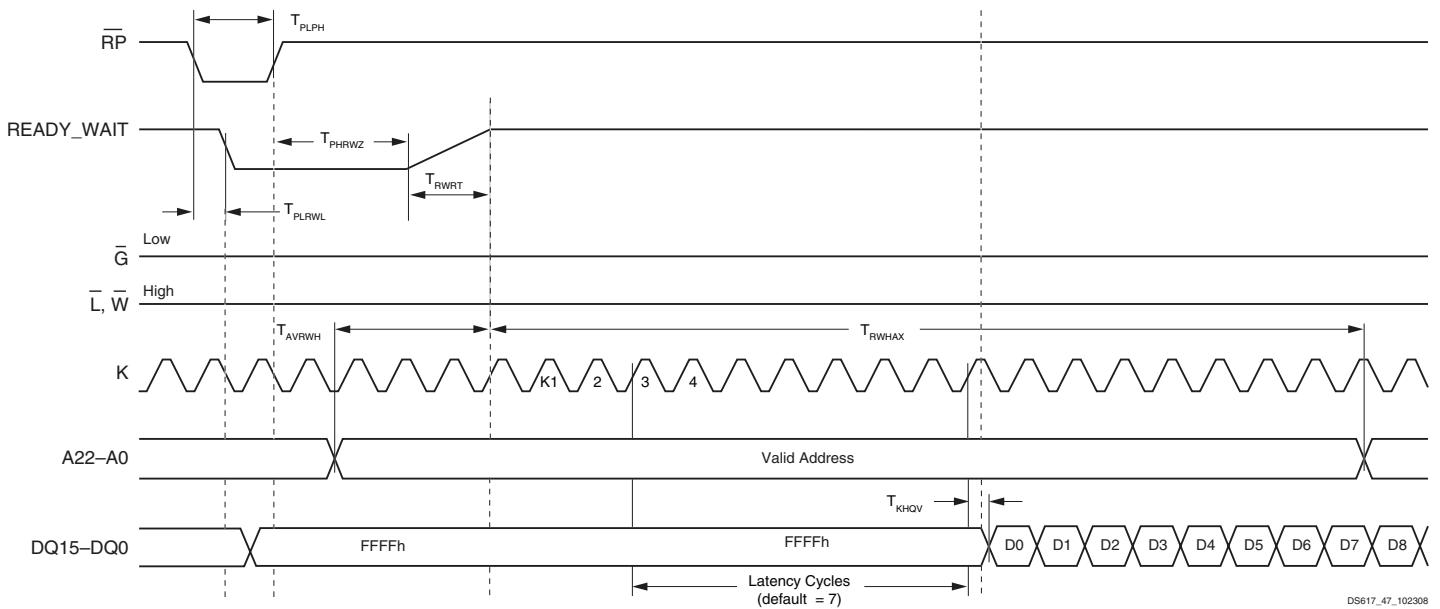 T_PLPH
R̅P̅
READY_WAIT
T_PHRWZ
T_RWRT
T_PLRWL
Low
G̅
High
L̅, W̅
T_AVRWH
T_RWHAX
K
K1 2 3 4
A22–A0
Valid Address
T_KHQV
DQ15–DQ0
FFFFh FFFFh D0 D1 D2 D3 D4 D5 D6 D7 D8
Latency Cycles
(default = 7)
DS617_47_102308